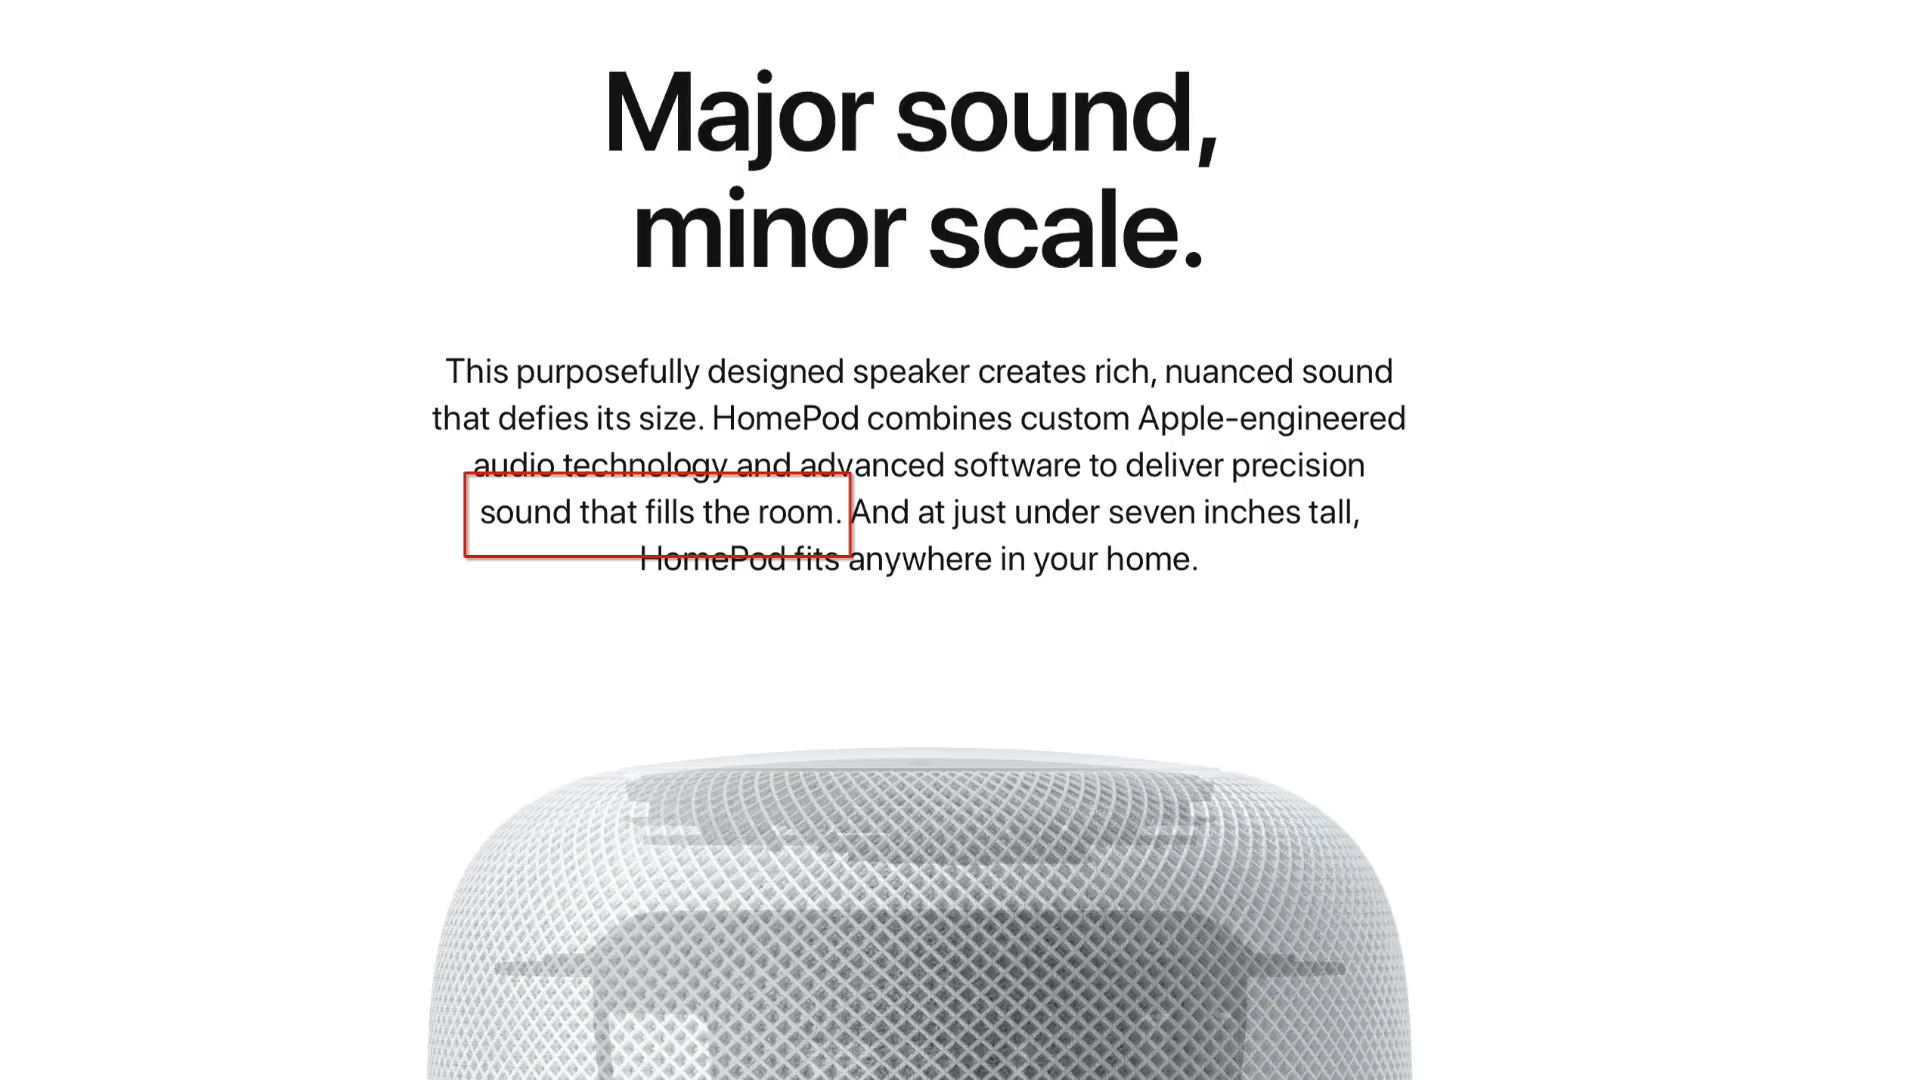 Major sound,
minor scale.
This purposefully designed speaker creates rich, nuanced sound
that defies its size. HomePod combines custom Apple-engineered
audio technology and advanced software to deliver precision
sound that fills the room. And at just under seven inches tall,
HomePod fits anywhere in your home.